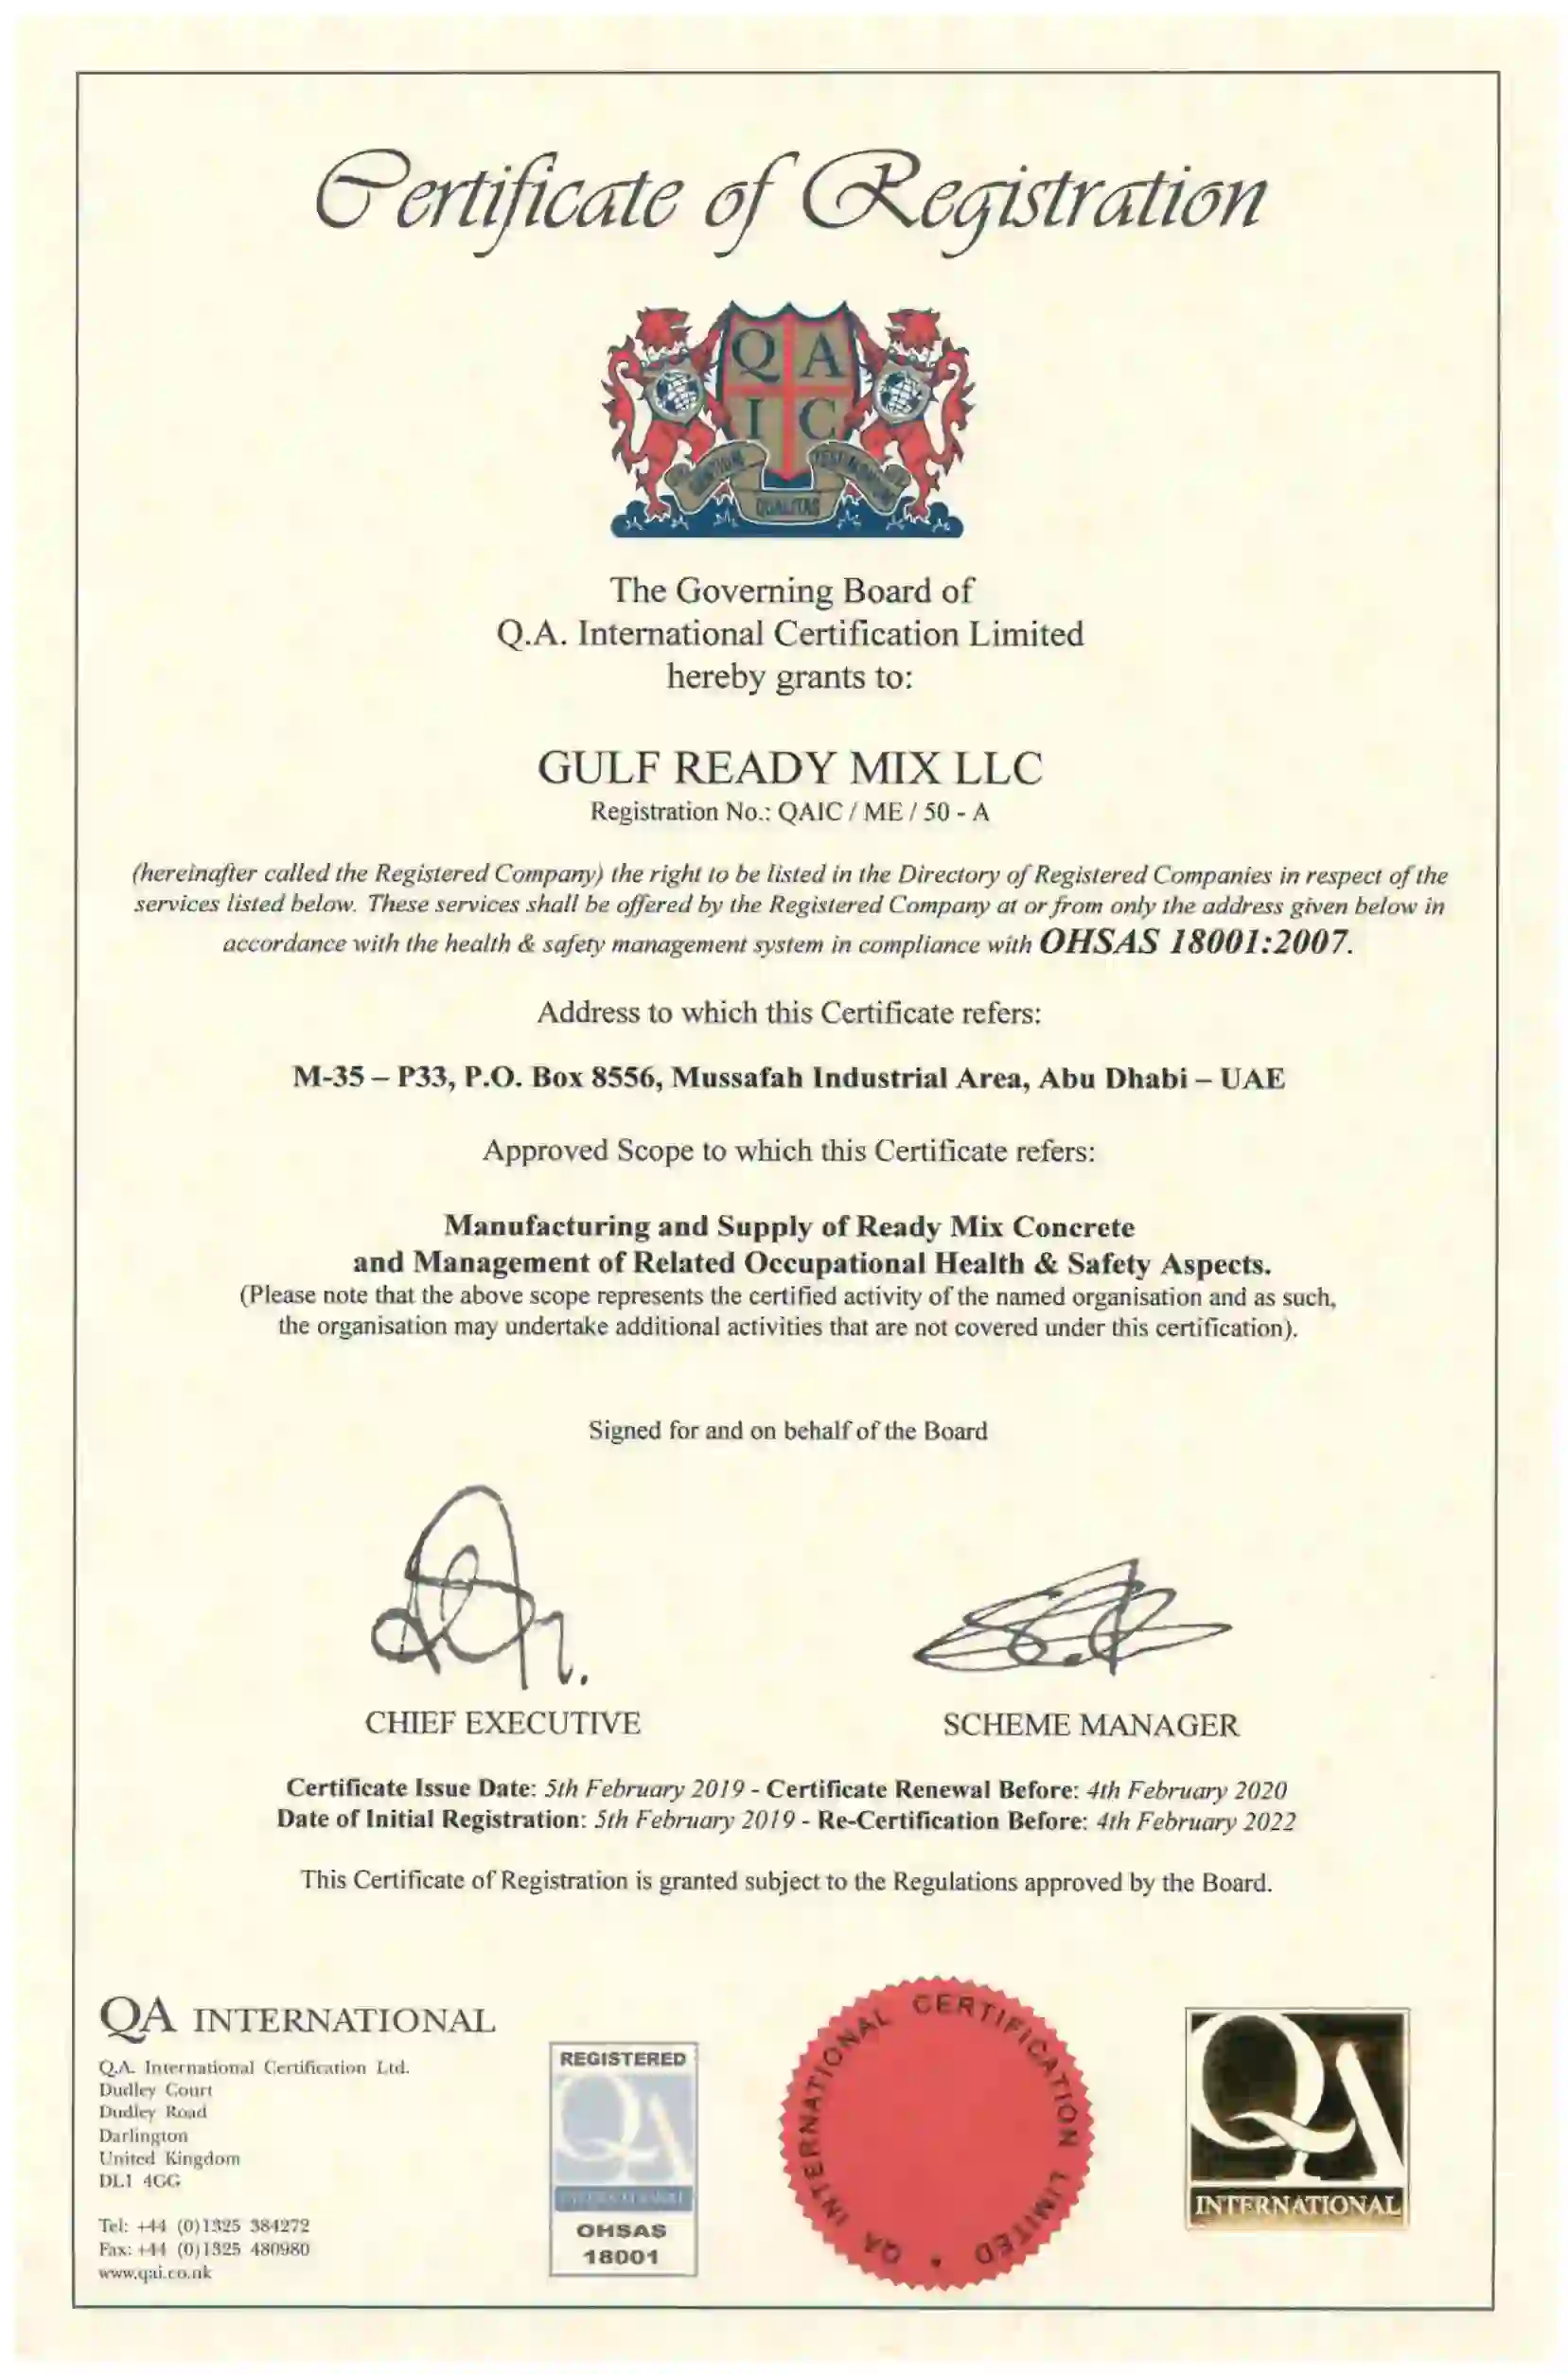 Certificate of Registration
Q A
I C
QUALITAS
The Governing Board of
Q.A. International Certification Limited
hereby grants to:
GULF READY MIX LLC
Registration No.: QAIC / ME / 50 - A
(hereinafter called the Registered Company) the right to be listed in the Directory of Registered Companies in respect of the
services listed below. These services shall be offered by the Registered Company at or from only the address given below in
accordance with the health & safety management system in compliance with OHSAS 18001:2007.
Address to which this Certificate refers:
M-35 – P33, P.O. Box 8556, Mussafah Industrial Area, Abu Dhabi – UAE
Approved Scope to which this Certificate refers:
Manufacturing and Supply of Ready Mix Concrete
and Management of Related Occupational Health & Safety Aspects.
(Please note that the above scope represents the certified activity of the named organisation and as such,
the organisation may undertake additional activities that are not covered under this certification).
Signed for and on behalf of the Board
CHIEF EXECUTIVE
SCHEME MANAGER
Certificate Issue Date: 5th February 2019 - Certificate Renewal Before: 4th February 2020
Date of Initial Registration: 5th February 2019 - Re-Certification Before: 4th February 2022
This Certificate of Registration is granted subject to the Regulations approved by the Board.
QA INTERNATIONAL
Q.A. International Certification Ltd.
Dudley Court
Dudley Road
Darlington
United Kingdom
DL1 4GG
Tel: +44 (0)1325 384272
Fax: +44 (0)1325 480980
www.qai.co.uk
REGISTERED
QA
INTERNATIONAL
OHSAS
18001
QA INTERNATIONAL CERTIFICATION LIMITED
QA
INTERNATIONAL